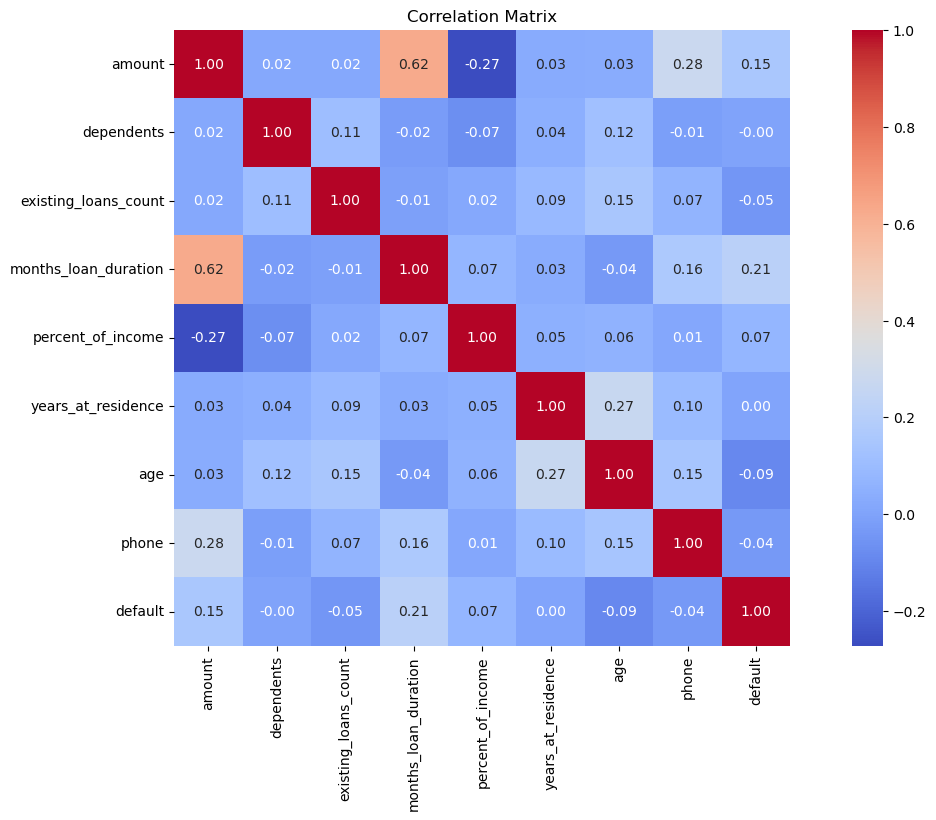 Correlation Matrix
amount 1.00 0.02 0.02 0.62 -0.27 0.03 0.03 0.28 0.15
dependents 0.02 1.00 0.11 -0.02 -0.07 0.04 0.12 -0.01 -0.00
existing_loans_count 0.02 0.11 1.00 -0.01 0.02 0.09 0.15 0.07 -0.05
months_loan_duration 0.62 -0.02 -0.01 1.00 0.07 0.03 -0.04 0.16 0.21
percent_of_income -0.27 -0.07 0.02 0.07 1.00 0.05 0.06 0.01 0.07
years_at_residence 0.03 0.04 0.09 0.03 0.05 1.00 0.27 0.10 0.00
age 0.03 0.12 0.15 -0.04 0.06 0.27 1.00 0.15 -0.09
phone 0.28 -0.01 0.07 0.16 0.01 0.10 0.15 1.00 -0.04
default 0.15 -0.00 -0.05 0.21 0.07 0.00 -0.09 -0.04 1.00
amount
dependents
existing_loans_count
months_loan_duration
percent_of_income
years_at_residence
age
phone
default
1.0
0.8
0.6
0.4
0.2
0.0
-0.2